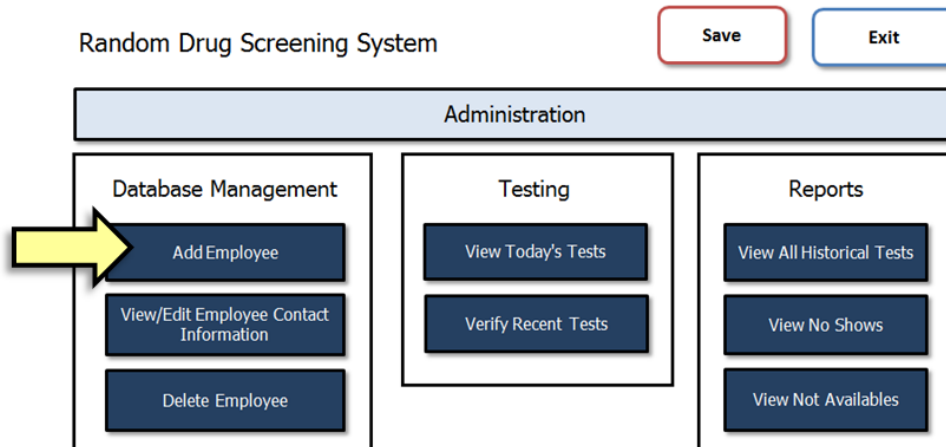 Random Drug Screening System
Save
Exit
Administration
Database Management
Add Employee
View/Edit Employee Contact
Information
Delete Employee
Testing
View Today's Tests
Verify Recent Tests
Reports
View All Historical Tests
View No Shows
View Not Availables